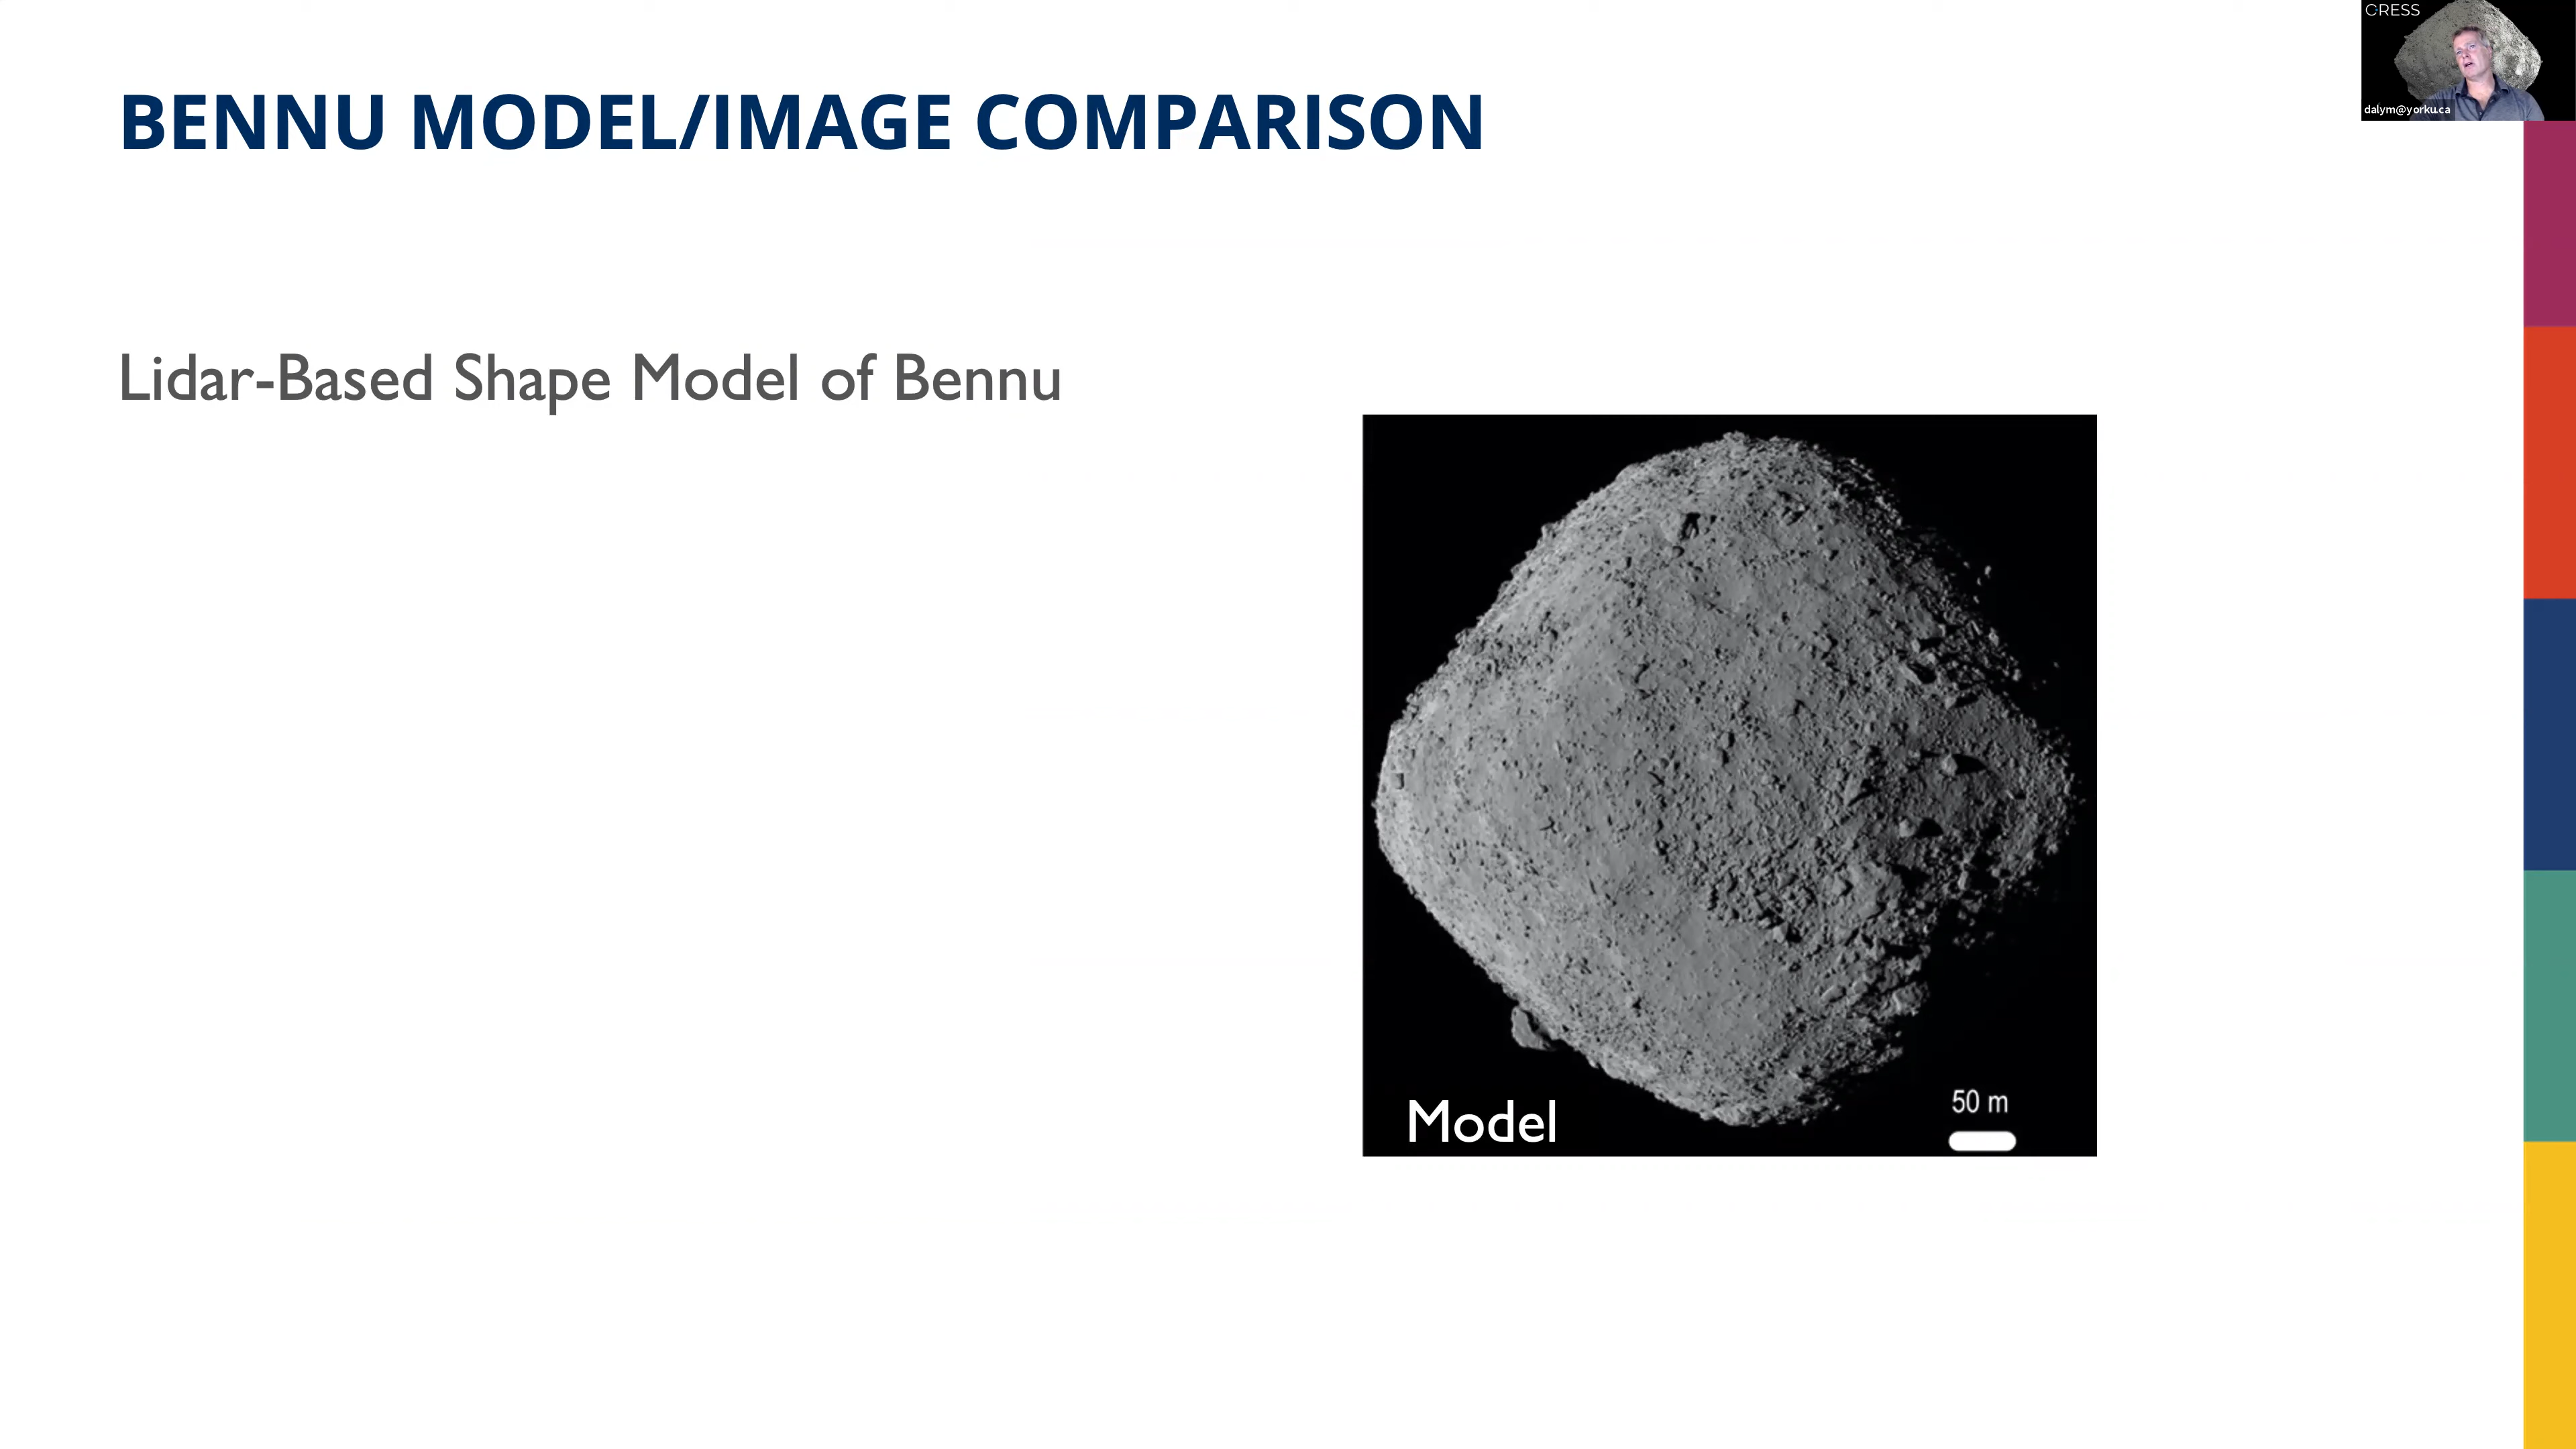 CRESS
dalym@yorku.ca
BENNU MODEL/IMAGE COMPARISON
Lidar-Based Shape Model of Bennu
Model
50 m